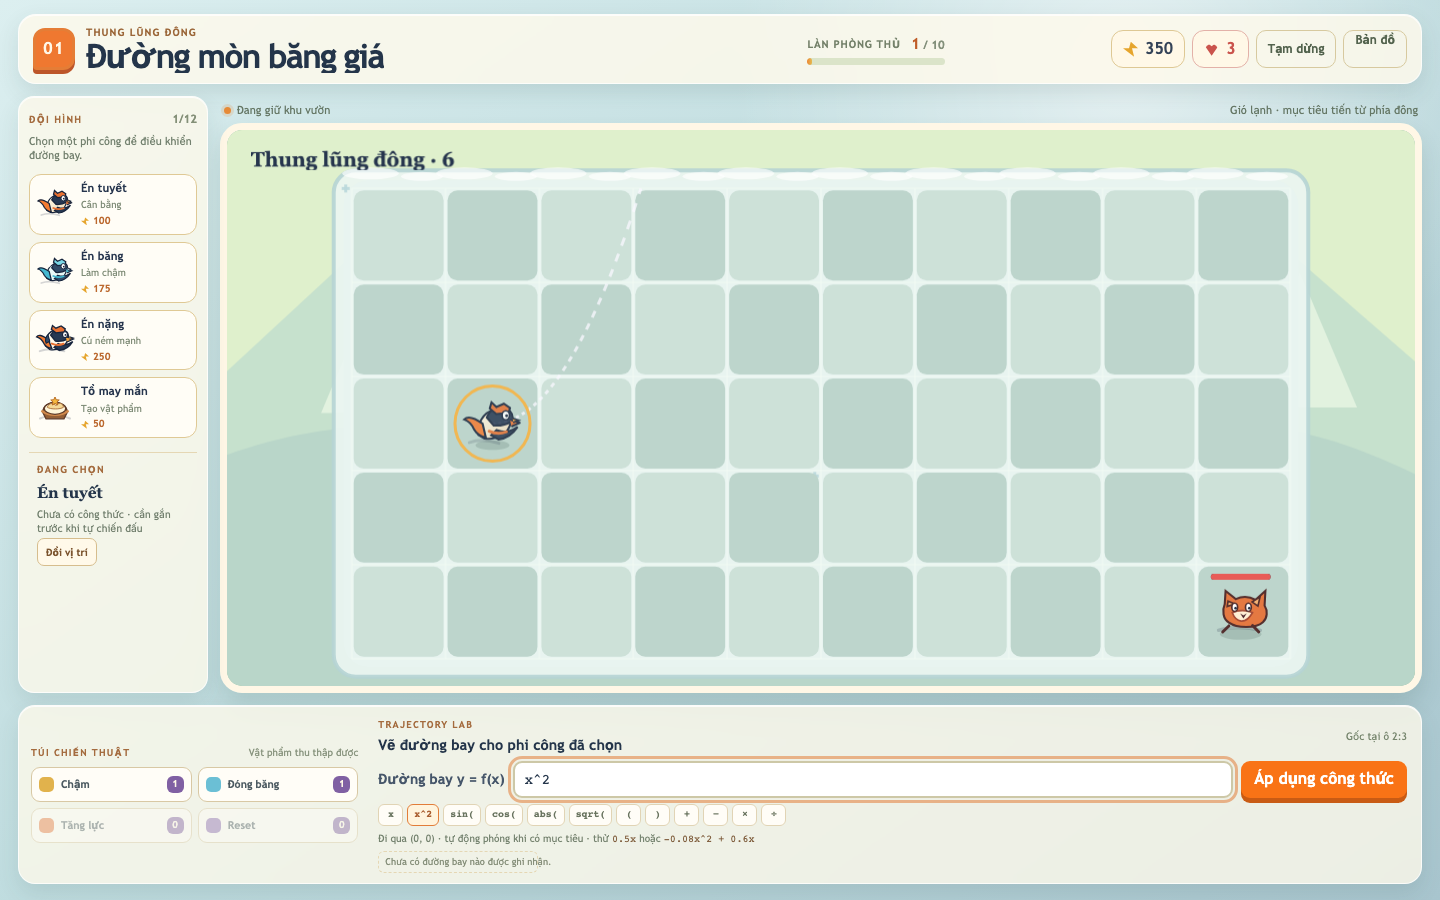 01
THUNG LŨNG ĐÔNG
Đường mòn băng giá
LÀN PHÒNG THỦ 1 / 10
350
3
Tạm dừng
Bản đồ
ĐỘI HÌNH 1/12
Chọn một phi công để điều khiển
đường bay.
Én tuyết
Cân bằng
100
Én băng
Làm chậm
175
Én nặng
Cú ném mạnh
250
Tổ may mắn
Tạo vật phẩm
50
ĐANG CHỌN
Én tuyết
Chưa có công thức · cần gắn
trước khi tự chiến đấu
Đổi vị trí
Đang giữ khu vườn
Gió lạnh · mục tiêu tiến từ phía đông
Thung lũng đông · 6
TÚI CHIẾN THUẬT
Vật phẩm thu thập được
Chậm 1
Đóng băng 1
Tăng lực 0
Reset 0
TRAJECTORY LAB
Vẽ đường bay cho phi công đã chọn
Gốc tại ô 2:3
Đường bay y = f(x)
x^2
Áp dụng công thức
x x^2 sin( cos( abs( sqrt( ( ) + − × ÷
Đi qua (0, 0) · tự động phóng khi có mục tiêu · thử 0.5x hoặc −0.08x^2 + 0.6x
Chưa có đường bay nào được ghi nhận.